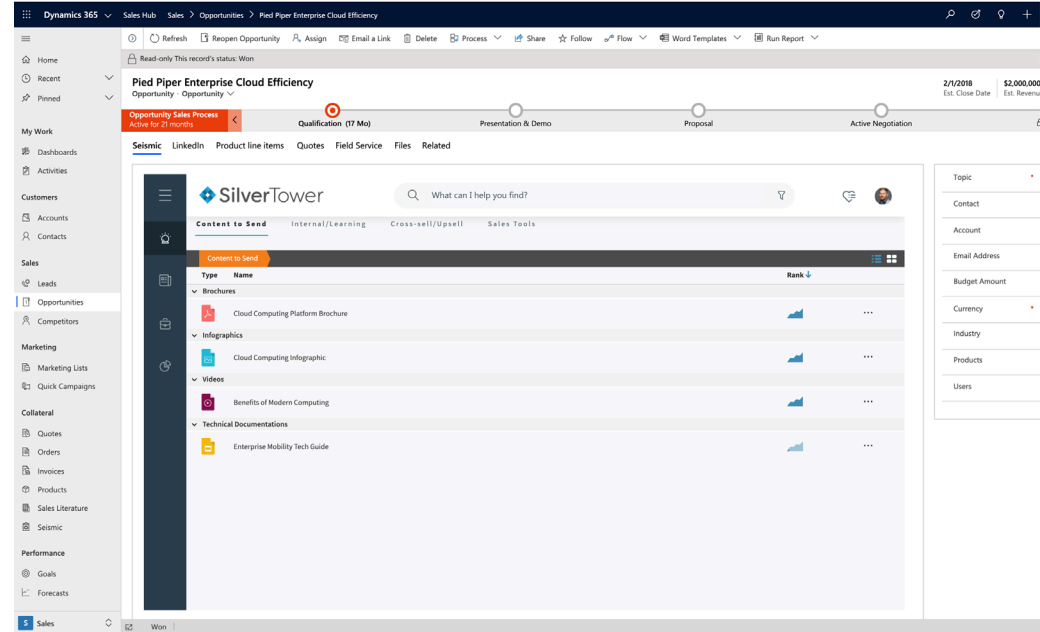 Dynamics 365
Sales Hub Sales > Opportunities > Pied Piper Enterprise Cloud Efficiency
Refresh Reopen Opportunity Assign Email a Link Delete Process Share Follow Flow Word Templates Run Report
Read-only This record's status: Won
Home
Recent
Pinned
My Work
Dashboards
Activities
Customers
Accounts
Contacts
Sales
Leads
Opportunities
Competitors
Marketing
Marketing Lists
Quick Campaigns
Collateral
Quotes
Orders
Invoices
Products
Sales Literature
Seismic
Performance
Goals
Forecasts
S Sales
Pied Piper Enterprise Cloud Efficiency
Opportunity · Opportunity
2/1/2018 $2,000,000
Est. Close Date Est. Revenu
Opportunity Sales Process
Active for 21 months
Qualification (17 Mo) Presentation & Demo Proposal Active Negotiation
Seismic LinkedIn Product line items Quotes Field Service Files Related
SilverTower
What can I help you find?
Content to Send Internal/Learning Cross-sell/Upsell Sales Tools
Content to Send
Type Name Rank
Brochures
Cloud Computing Platform Brochure
Infographics
Cloud Computing Infographic
Videos
Benefits of Modern Computing
Technical Documentations
Enterprise Mobility Tech Guide
Topic *
Contact
Account
Email Address
Budget Amount
Currency *
Industry
Products
Users
Won